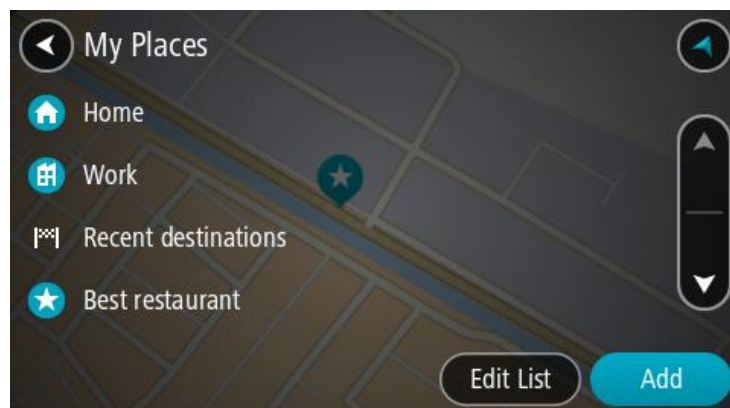 My Places
Home
Work
Recent destinations
Best restaurant
Edit List
Add